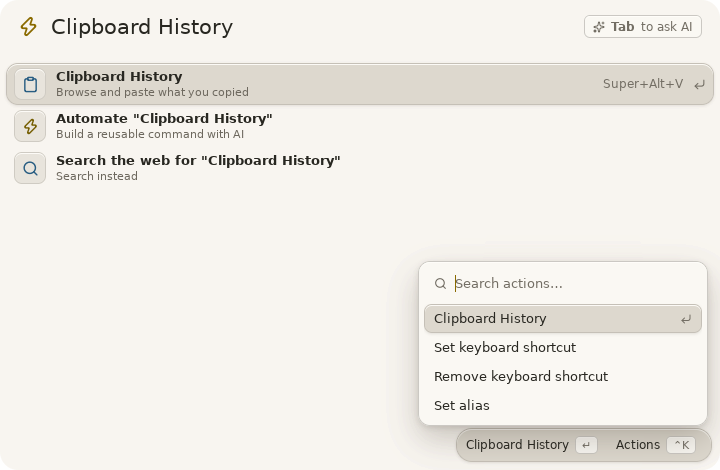 Clipboard History
Tab to ask AI
Clipboard History
Browse and paste what you copied
Super+Alt+V
Automate "Clipboard History"
Build a reusable command with AI
Search the web for "Clipboard History"
Search instead
Search actions...
Clipboard History
Set keyboard shortcut
Remove keyboard shortcut
Set alias
Clipboard History ↵ Actions ^K